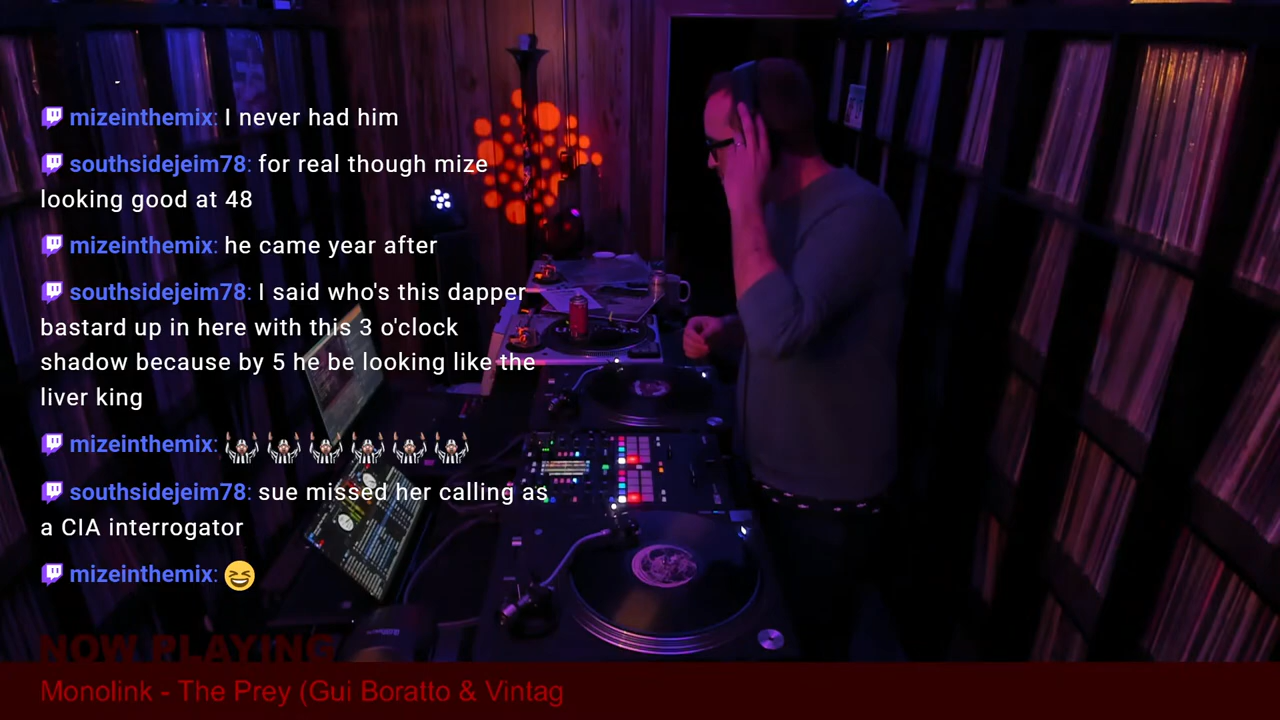 mizeinthemix: I never had him
southsidejeim78: for real though mize
looking good at 48
mizeinthemix: he came year after
southsidejeim78: I said who's this dapper
bastard up in here with this 3 o'clock
shadow because by 5 he be looking like the
liver king
mizeinthemix:
southsidejeim78: sue missed her calling as
a CIA interrogator
mizeinthemix: 😆
NOW PLAYING
Monolink - The Prey (Gui Boratto & Vintag